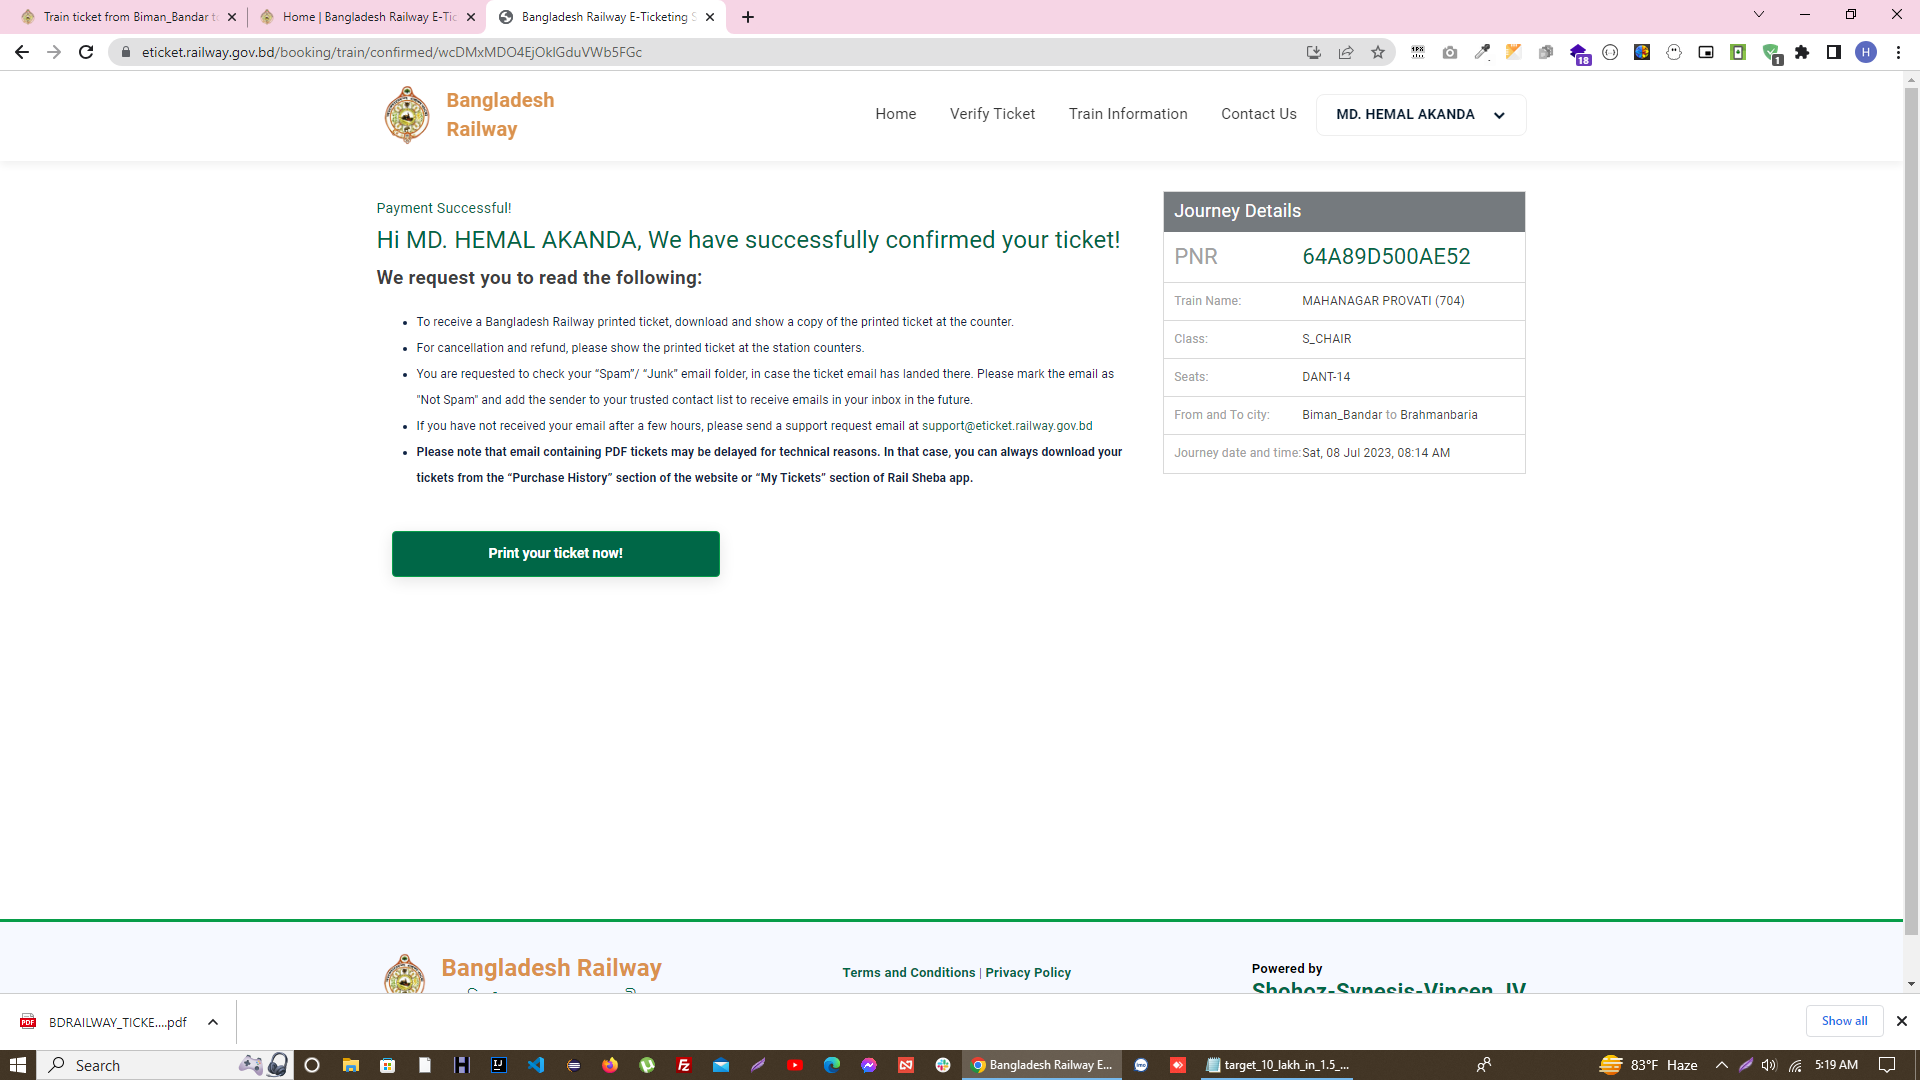 Train ticket from Biman_Bandar to
Home | Bangladesh Railway E-Tic
Bangladesh Railway E-Ticketing S
eticket.railway.gov.bd/booking/train/confirmed/wcDMxMDO4EjOklGduVWb5FGc
18
1
H
Bangladesh
Railway
Home
Verify Ticket
Train Information
Contact Us
MD. HEMAL AKANDA
Payment Successful!
Hi MD. HEMAL AKANDA, We have successfully confirmed your ticket!
We request you to read the following:
To receive a Bangladesh Railway printed ticket, download and show a copy of the printed ticket at the counter.
For cancellation and refund, please show the printed ticket at the station counters.
You are requested to check your “Spam”/ “Junk” email folder, in case the ticket email has landed there. Please mark the email as
"Not Spam" and add the sender to your trusted contact list to receive emails in your inbox in the future.
If you have not received your email after a few hours, please send a support request email at support@eticket.railway.gov.bd
Please note that email containing PDF tickets may be delayed for technical reasons. In that case, you can always download your
tickets from the “Purchase History” section of the website or “My Tickets” section of Rail Sheba app.
Print your ticket now!
Journey Details
PNR 64A89D500AE52
Train Name: MAHANAGAR PROVATI (704)
Class: S_CHAIR
Seats: DANT-14
From and To city: Biman_Bandar to Brahmanbaria
Journey date and time: Sat, 08 Jul 2023, 08:14 AM
Bangladesh Railway
Terms and Conditions | Privacy Policy
Powered by
Shohoz-Synesis-Vincen JV
BDRAILWAY_TICKE....pdf
Show all
Search
Bangladesh Railway E...
target_10_lakh_in_1.5_...
83°F Haze
5:19 AM